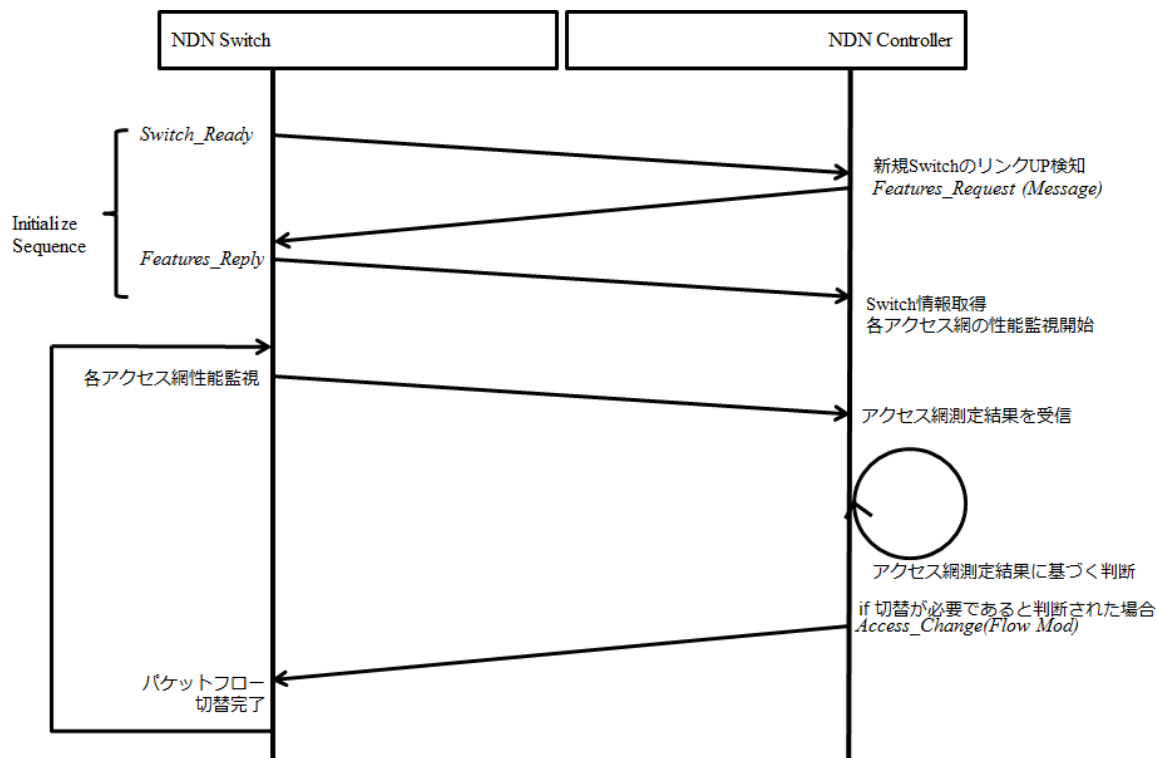 NDN Switch
NDN Controller
Switch_Ready
新規SwitchのリンクUP検知
Features_Request (Message)
Initialize
Sequence
Features_Reply
Switch情報取得
各アクセス網の性能監視開始
各アクセス網性能監視
アクセス網測定結果を受信
アクセス網測定結果に基づく判断
if 切替が必要であると判断された場合
Access_Change(Flow Mod)
パケットフロー
切替完了